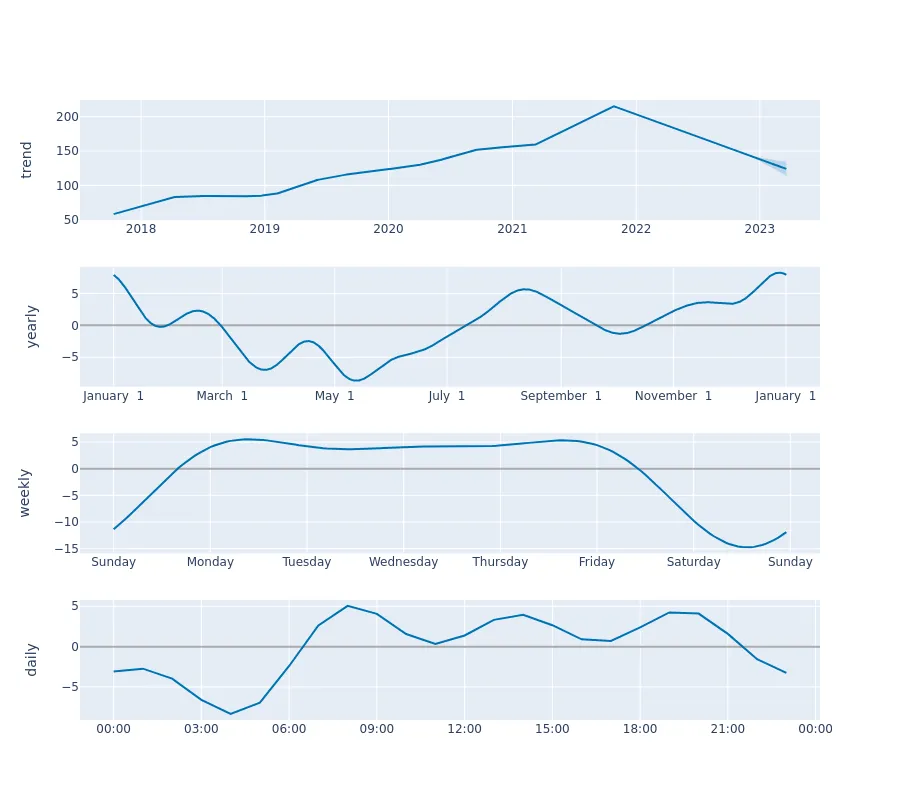 trend
200
150
100
50
2018 2019 2020 2021 2022 2023
yearly
5
0
−5
January 1 March 1 May 1 July 1 September 1 November 1 January 1
weekly
5
0
−5
−10
−15
Sunday Monday Tuesday Wednesday Thursday Friday Saturday Sunday
daily
5
0
−5
00:00 03:00 06:00 09:00 12:00 15:00 18:00 21:00 00:00